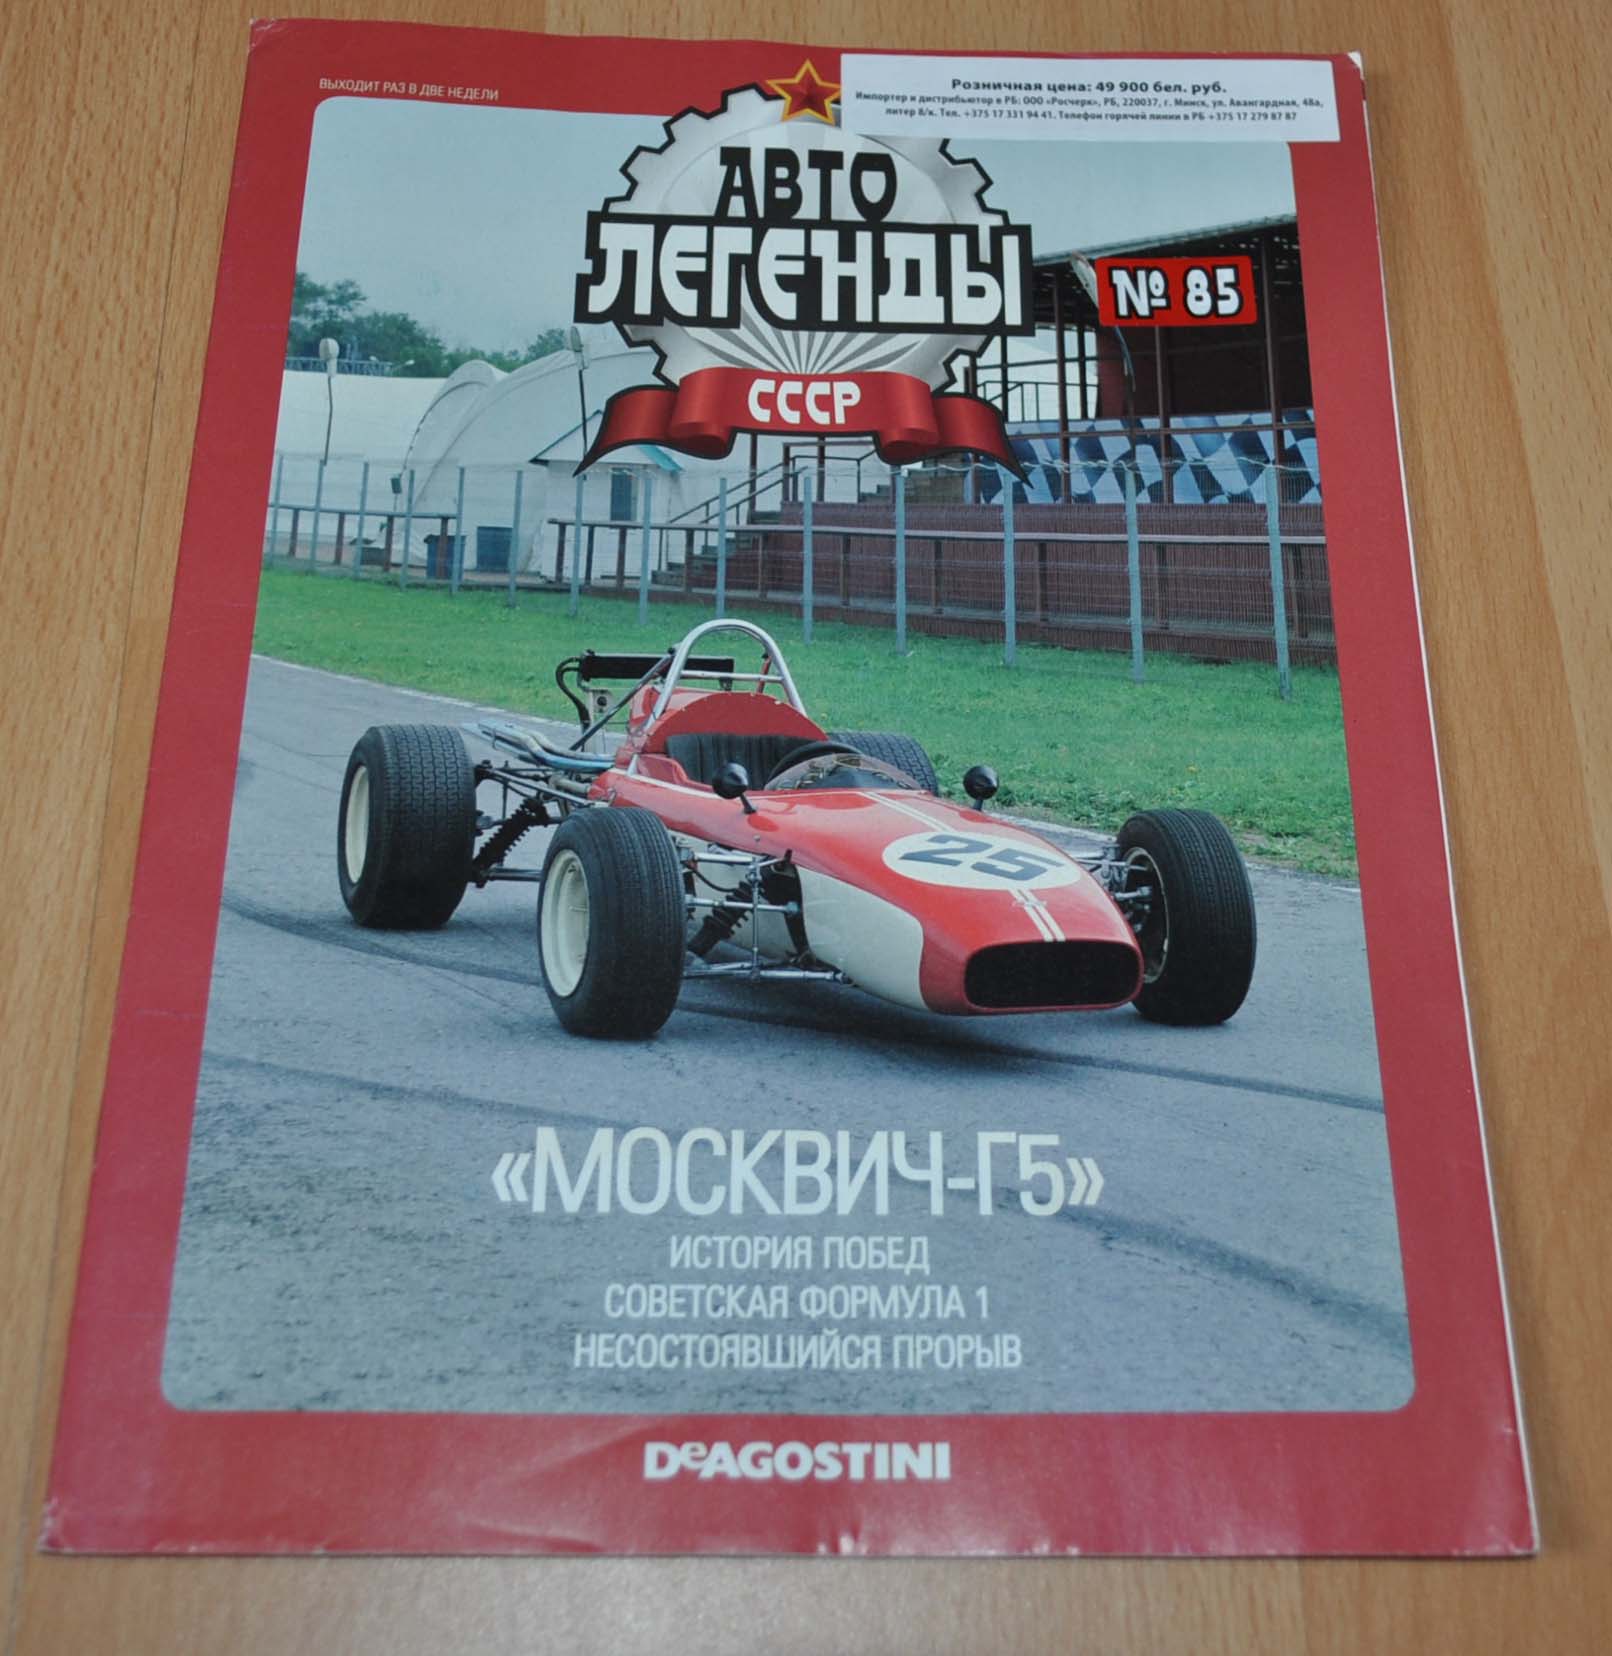 ВЫХОДИТ РАЗ В ДВЕ НЕДЕЛИ
Розничная цена: 49 900 бел. руб.
Импортер и дистрибьютор в РБ: ООО «Росчерк», РБ, 220037, г. Минск, ул. Авангардная, 48а,
литер 8/к. Тел. +375 17 331 94 41. Телефон горячей линии в РБ +375 17 279 87 87
АВТО
ЛЕГЕНДЫ
СССР
№ 85
25
«МОСКВИЧ-Г5»
ИСТОРИЯ ПОБЕД
СОВЕТСКАЯ ФОРМУЛА 1
НЕСОСТОЯВШИЙСЯ ПРОРЫВ
DeAGOSTINI